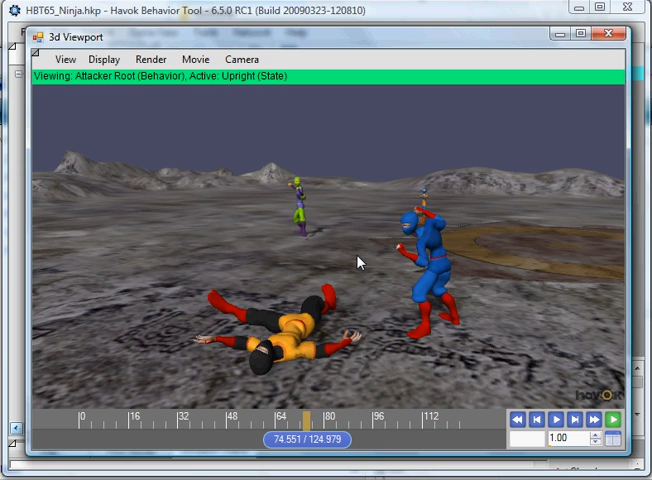 HBT65_Ninja.hkp - Havok Behavior Tool - 6.5.0 RC1 (Build 20090323-120810)
3d Viewport
View Display Render Movie Camera
Viewing: Attacker Root (Behavior), Active: Upright (State)
havok
0 16 32 48 64 80 96 112
74.551 / 124.979
1.00